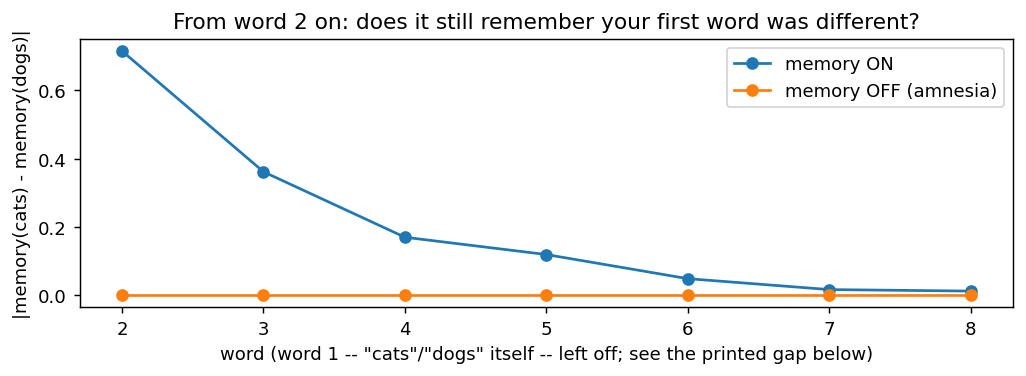 From word 2 on: does it still remember your first word was different?
|memory(cats) - memory(dogs)|
0.6
0.4
0.2
0.0
memory ON
memory OFF (amnesia)
2 3 4 5 6 7 8
word (word 1 -- "cats"/"dogs" itself -- left off; see the printed gap below)